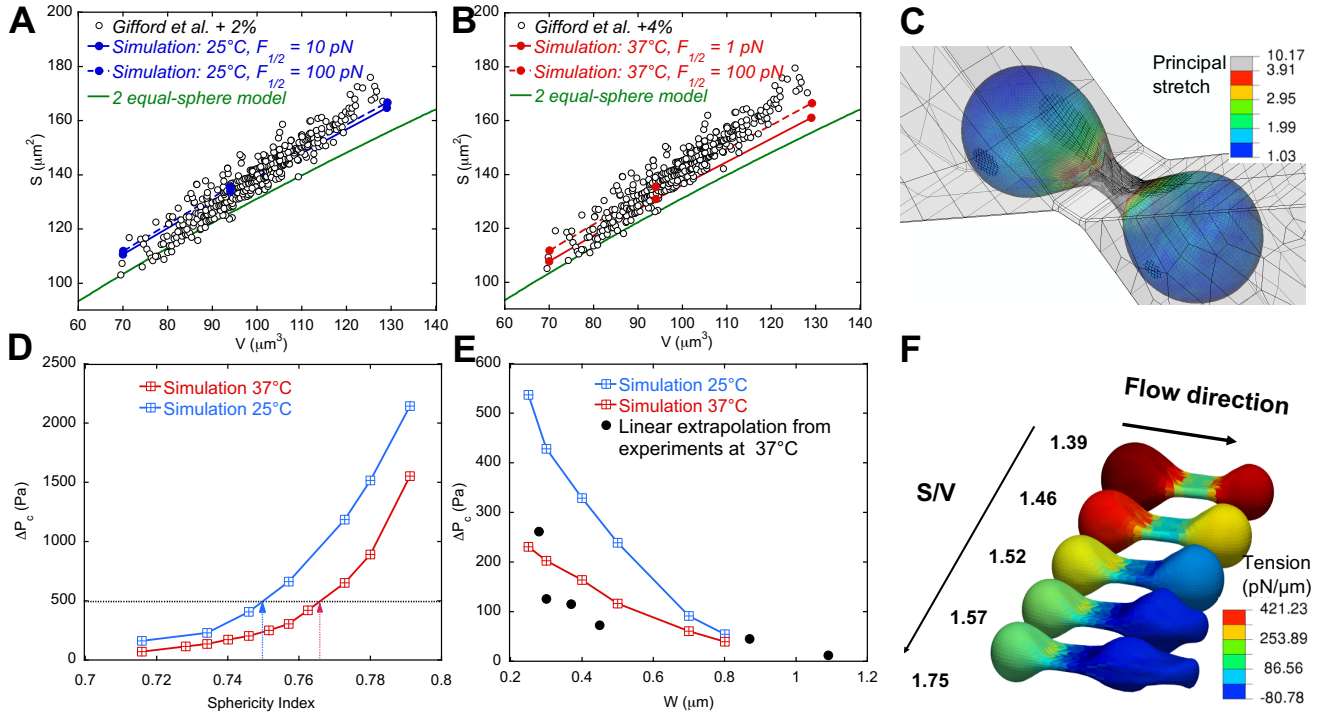 A
200
180
160
140
120
100
S (μm²)
60
70
80
90
100
110
120
130
140
V (μm³)
Gifford et al. + 2%
Simulation: 25°C, F1/2 = 10 pN
Simulation: 25°C, F1/2 = 100 pN
2 equal-sphere model
B
200
180
160
140
120
100
S (μm²)
60
70
80
90
100
110
120
130
140
V (μm³)
Gifford et al. +4%
Simulation: 37°C, F1/2 = 1 pN
Simulation: 37°C, F1/2 = 100 pN
2 equal-sphere model
C
Principal
stretch
10.17
3.91
2.95
1.99
1.03
D
2500
2000
1500
1000
500
0
ΔPc (Pa)
0.7
0.72
0.74
0.76
0.78
0.8
Sphericity Index
Simulation 37°C
Simulation 25°C
E
600
500
400
300
200
100
0
ΔPc (Pa)
0.2
0.4
0.6
0.8
1
1.2
W (μm)
Simulation 25°C
Simulation 37°C
Linear extrapolation from
experiments at 37°C
F
Flow direction
S/V
1.39
1.46
1.52
1.57
1.75
Tension
(pN/μm)
421.23
253.89
86.56
-80.78